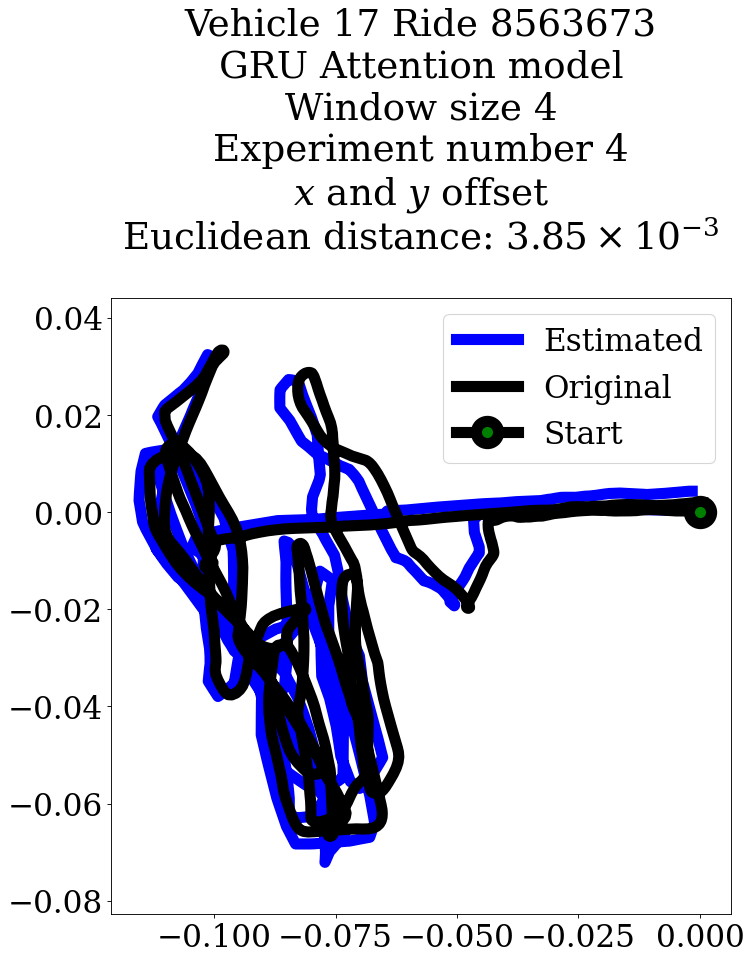 Vehicle 17 Ride 8563673
GRU Attention model
Window size 4
Experiment number 4
x and y offset
Euclidean distance: 3.85 × 10⁻³
Estimated
Original
Start
0.04
0.02
0.00
−0.02
−0.04
−0.06
−0.08
−0.100 −0.075 −0.050 −0.025 0.000